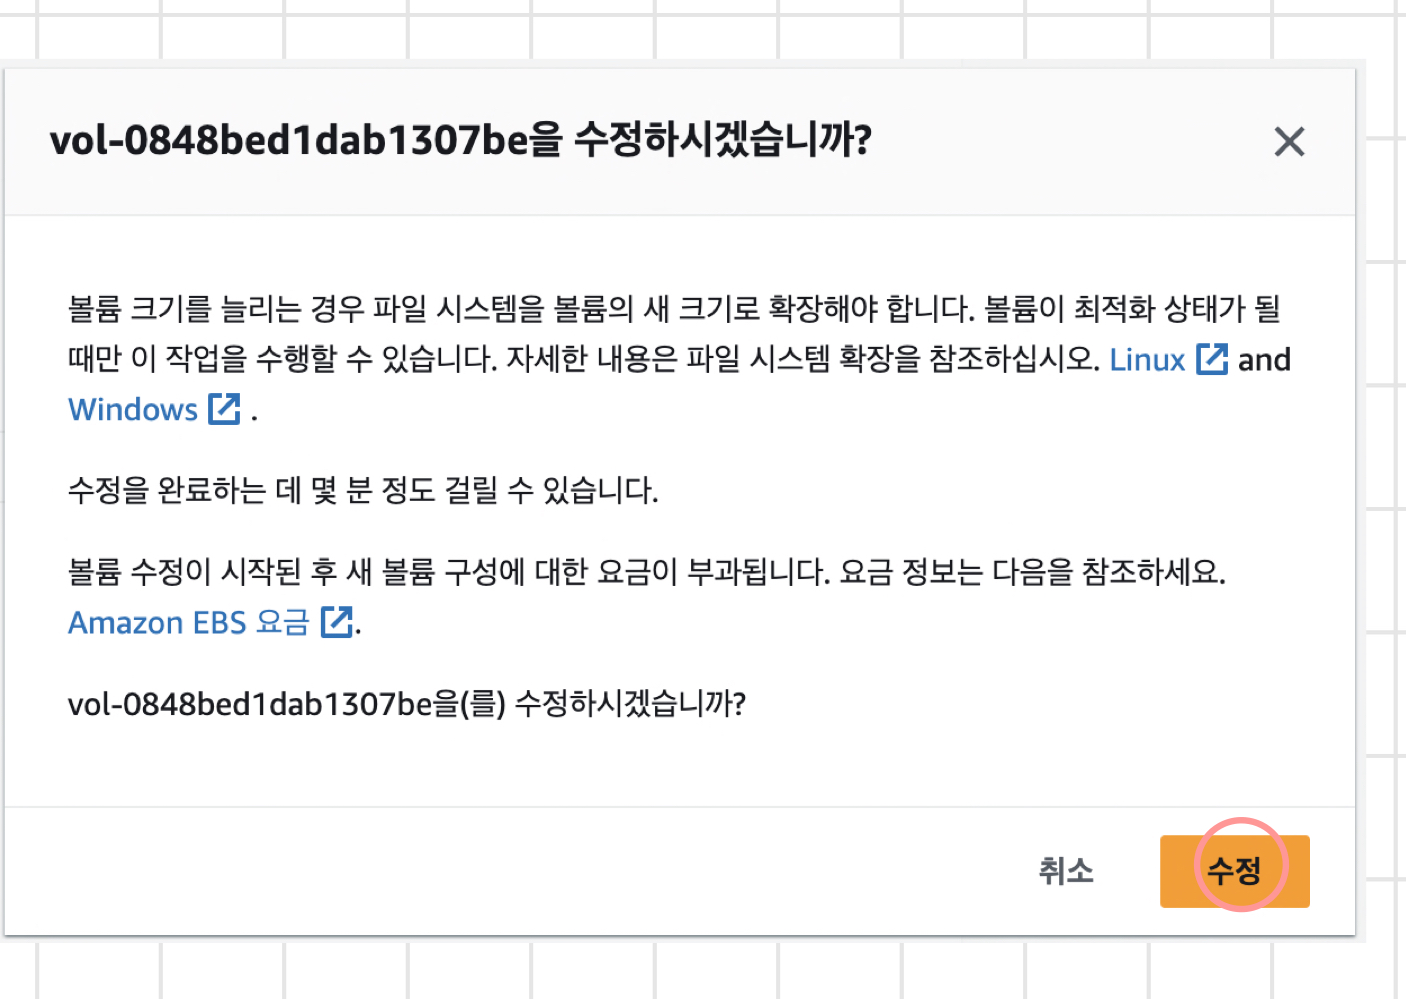 vol-0848bed1dab1307be을 수정하시겠습니까?
볼륨 크기를 늘리는 경우 파일 시스템을 볼륨의 새 크기로 확장해야 합니다. 볼륨이 최적화 상태가 될
때만 이 작업을 수행할 수 있습니다. 자세한 내용은 파일 시스템 확장을 참조하십시오. Linux and
Windows .
수정을 완료하는 데 몇 분 정도 걸릴 수 있습니다.
볼륨 수정이 시작된 후 새 볼륨 구성에 대한 요금이 부과됩니다. 요금 정보는 다음을 참조하세요.
Amazon EBS 요금 .
vol-0848bed1dab1307be을(를) 수정하시겠습니까?
취소 수정